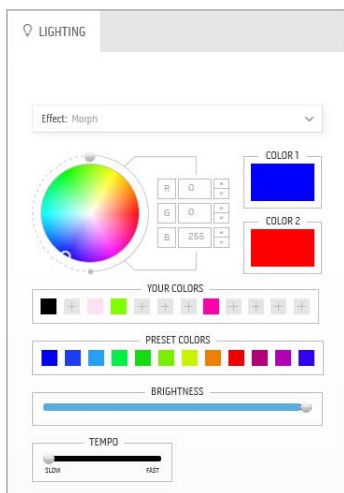 LIGHTING
Effect: Morph
COLOR 1
R 0
G 0
B 255
COLOR 2
YOUR COLORS
PRESET COLORS
BRIGHTNESS
TEMPO
SLOW FAST